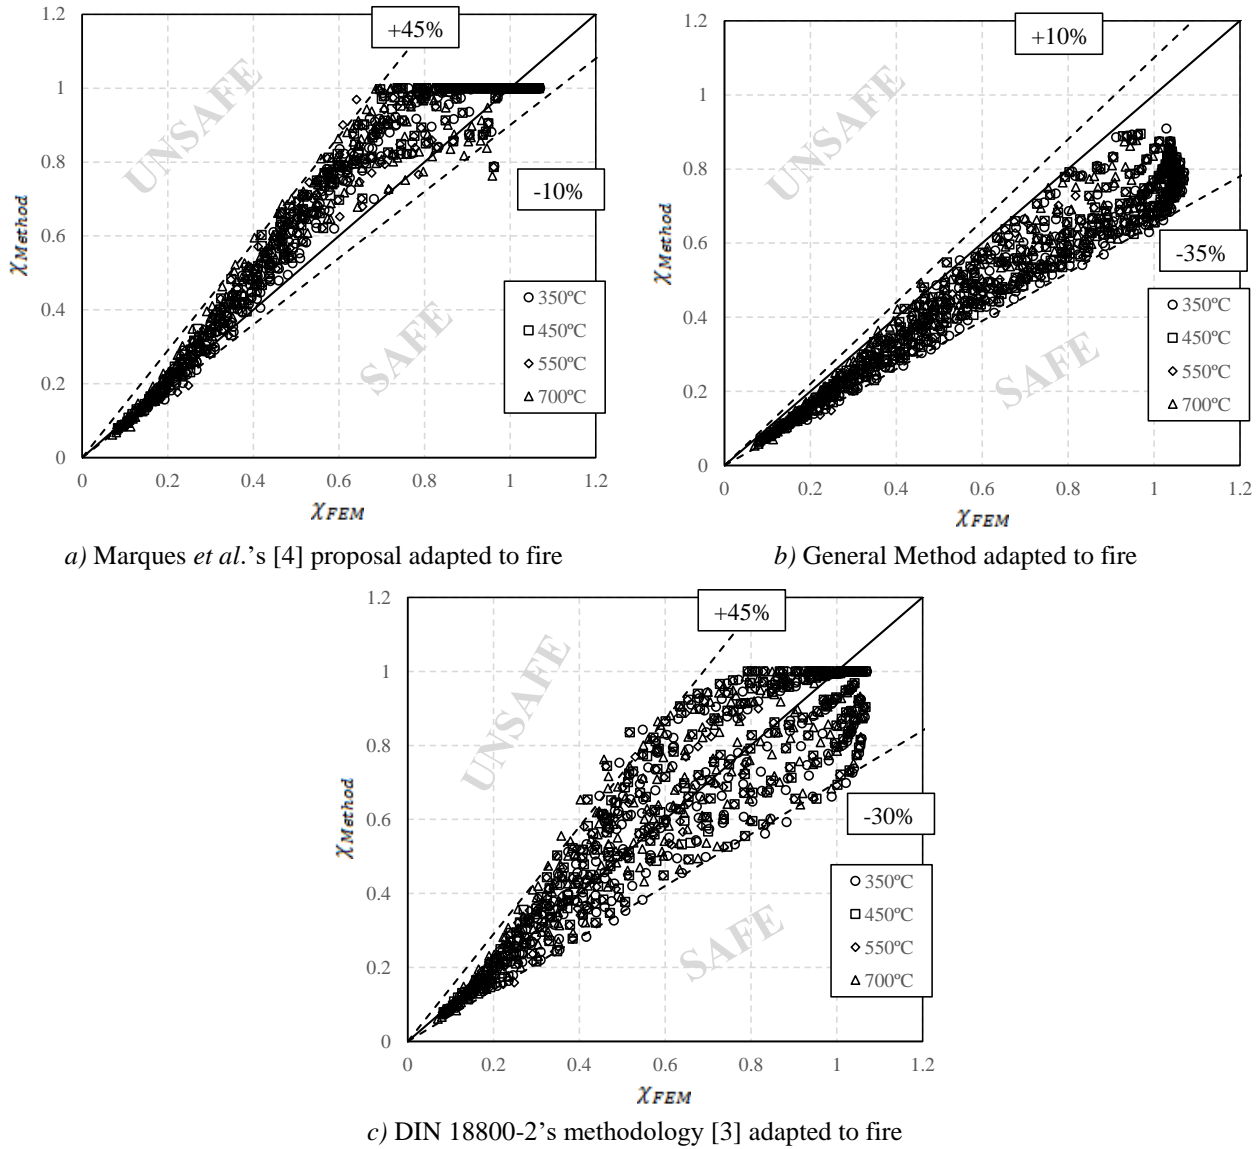 1.2
+45%
1
UNSAFE
0.8
-10%
χMethod
0.6
350ºC
0.4
450ºC
SAFE
550ºC
0.2
700ºC
0
0 0.2 0.4 0.6 0.8 1 1.2
χFEM
a) Marques et al.’s [4] proposal adapted to fire
1.2
+10%
1
UNSAFE
0.8
χMethod
0.6
-35%
350ºC
0.4
450ºC
SAFE
550ºC
0.2
700ºC
0
0 0.2 0.4 0.6 0.8 1 1.2
χFEM
b) General Method adapted to fire
1.2
+45%
1
UNSAFE
0.8
χMethod
0.6
-30%
350ºC
0.4
450ºC
SAFE
550ºC
0.2
700ºC
0
0 0.2 0.4 0.6 0.8 1 1.2
χFEM
c) DIN 18800-2’s methodology [3] adapted to fire